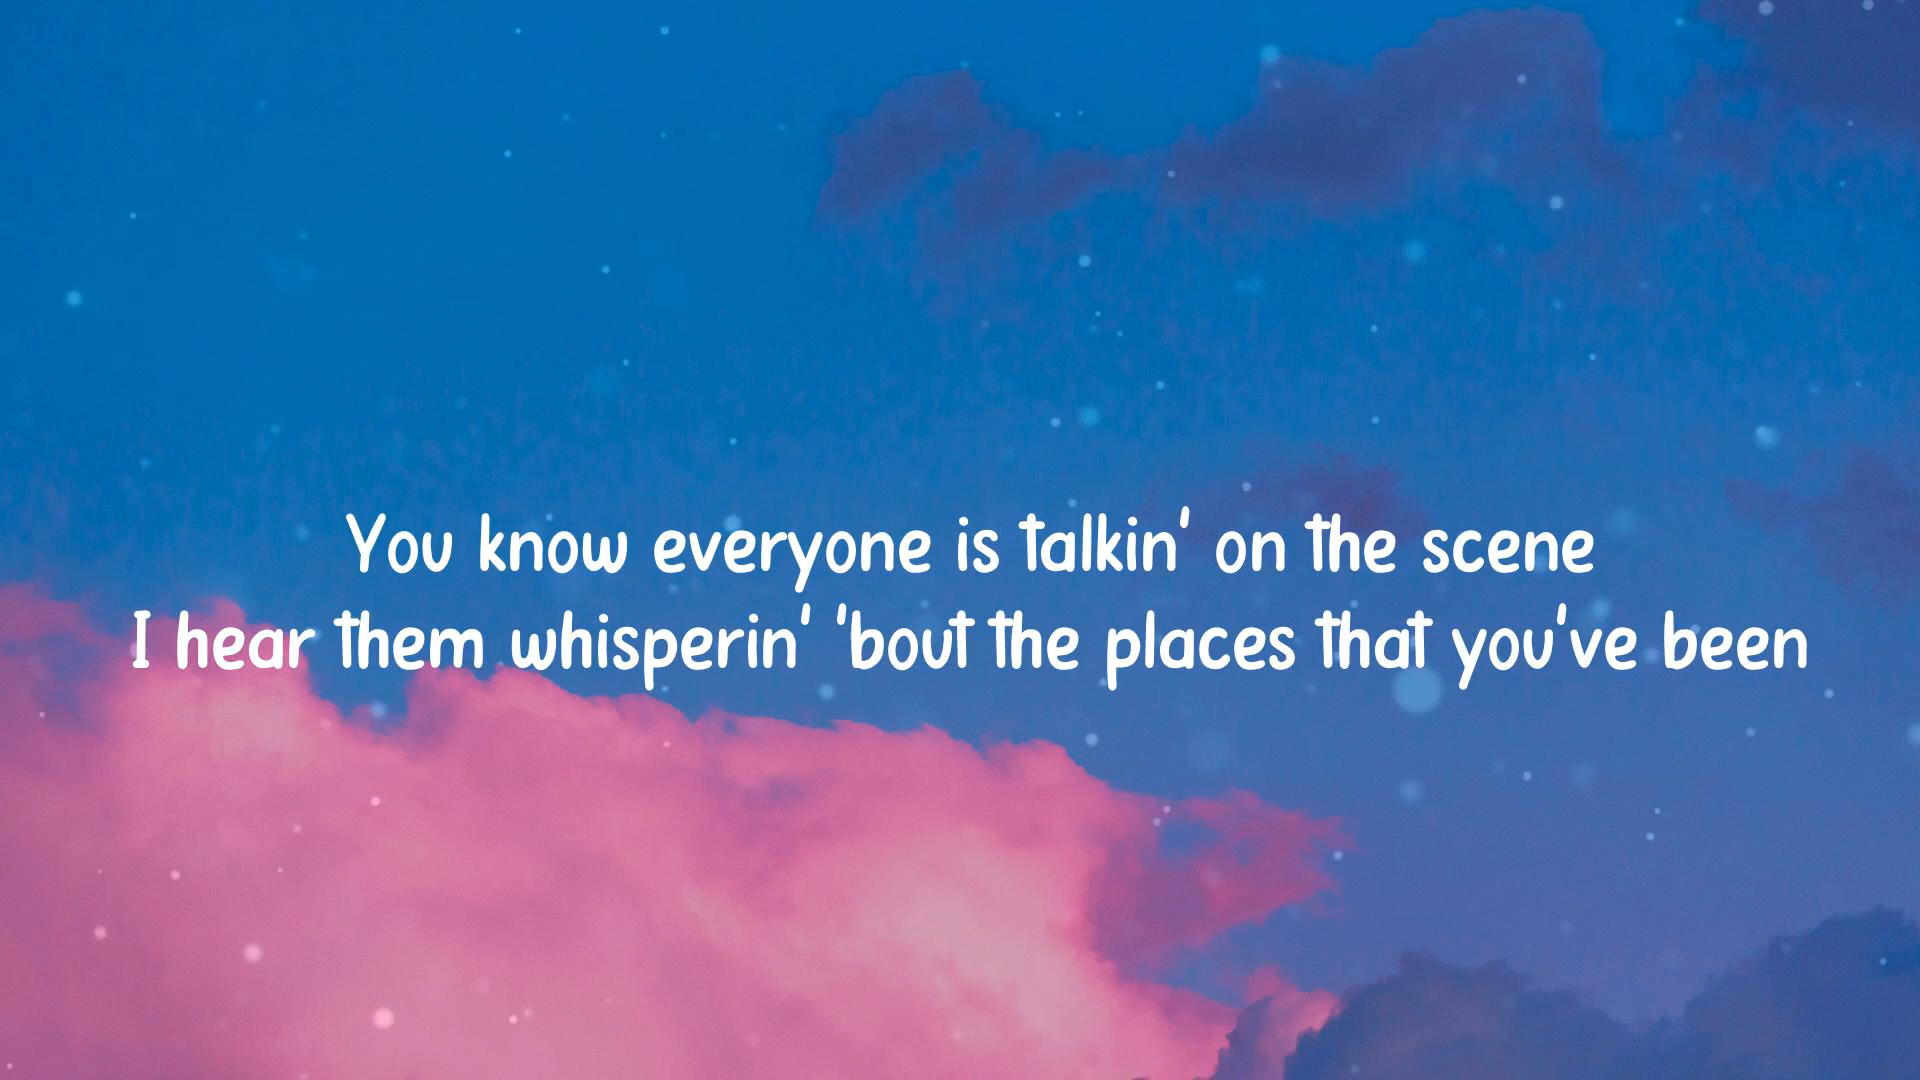 You know everyone is talkin' on the scene
I hear them whisperin' 'bout the places that you've been